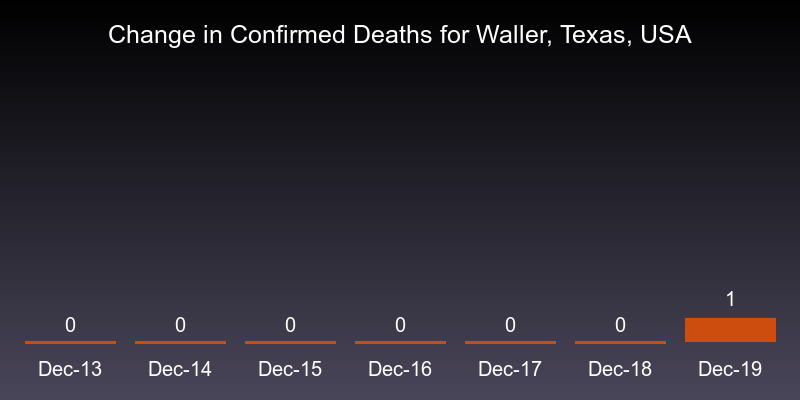 Change in Confirmed Deaths for Waller, Texas, USA
0 0 0 0 0 0 1
Dec-13 Dec-14 Dec-15 Dec-16 Dec-17 Dec-18 Dec-19